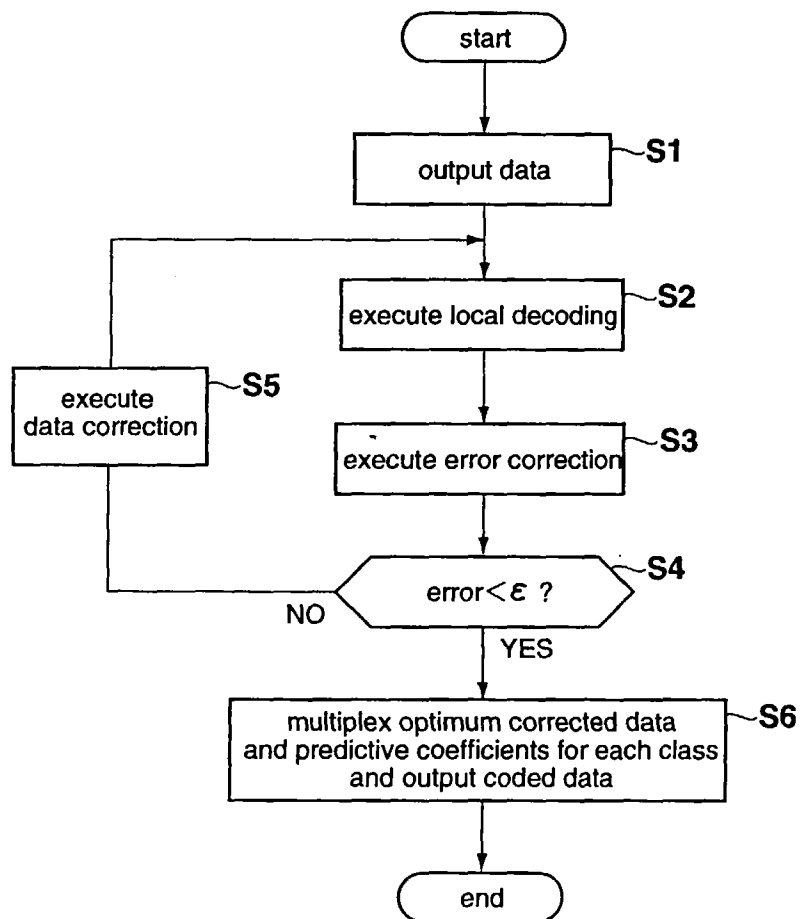 start
output data
S1
execute local decoding
S2
execute
data correction
S5
execute error correction
S3
error<ε ?
S4
NO
YES
multiplex optimum corrected data
and predictive coefficients for each class
and output coded data
S6
end